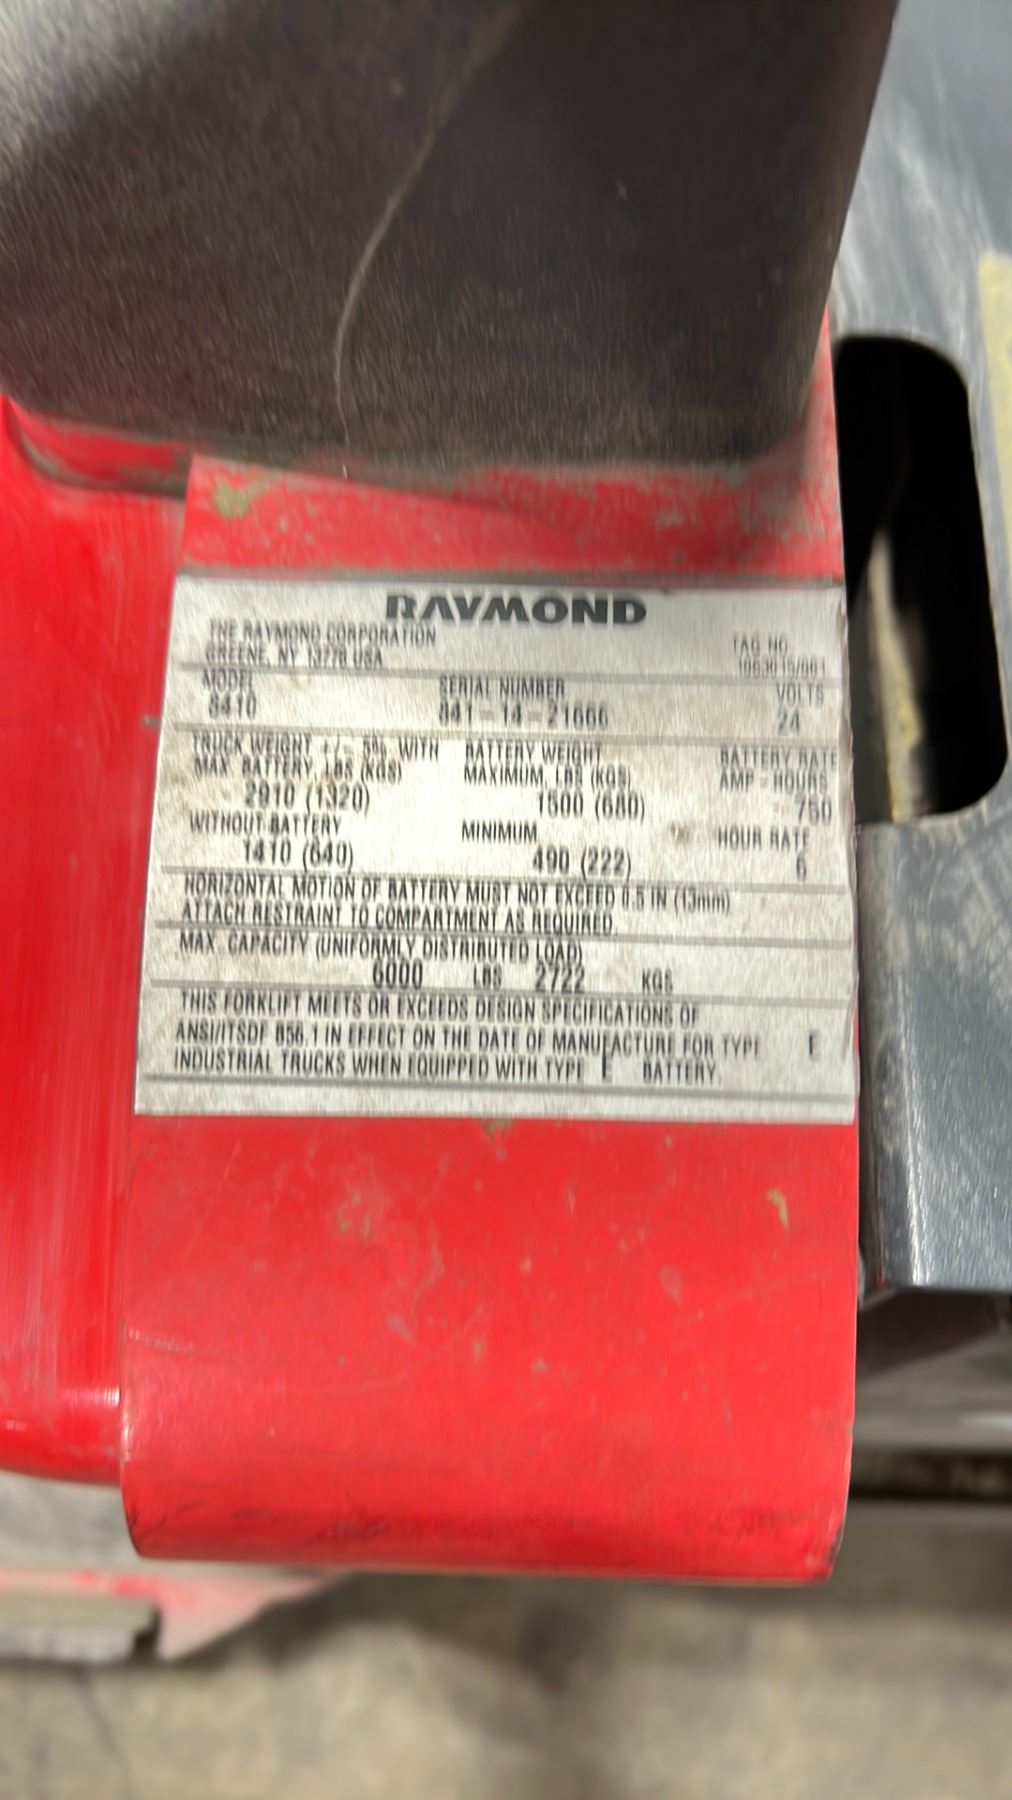 RAYMOND
THE RAYMOND CORPORATION
GREENE, NY 13778 USA
TAG NO.
MODEL SERIAL NUMBER VOLTS
8410 841-14-21666 24
TRUCK WEIGHT +/- 5% WITH BATTERY WEIGHT BATTERY RATE
MAX. BATTERY, LBS (KGS) MAXIMUM, LBS (KGS) AMP-HOURS
2910 (1320) 1500 (680) 750
WITHOUT BATTERY MINIMUM HOUR RATE
1410 (640) 490 (222) 6
HORIZONTAL MOTION OF BATTERY MUST NOT EXCEED 0.5 IN (13mm)
ATTACH RESTRAINT TO COMPARTMENT AS REQUIRED.
MAX. CAPACITY (UNIFORMLY DISTRIBUTED LOAD)
6000 LBS 2722 KGS
THIS FORKLIFT MEETS OR EXCEEDS DESIGN SPECIFICATIONS OF
ANSI/ITSDF B56.1 IN EFFECT ON THE DATE OF MANUFACTURE FOR TYPE E
INDUSTRIAL TRUCKS WHEN EQUIPPED WITH TYPE E BATTERY.